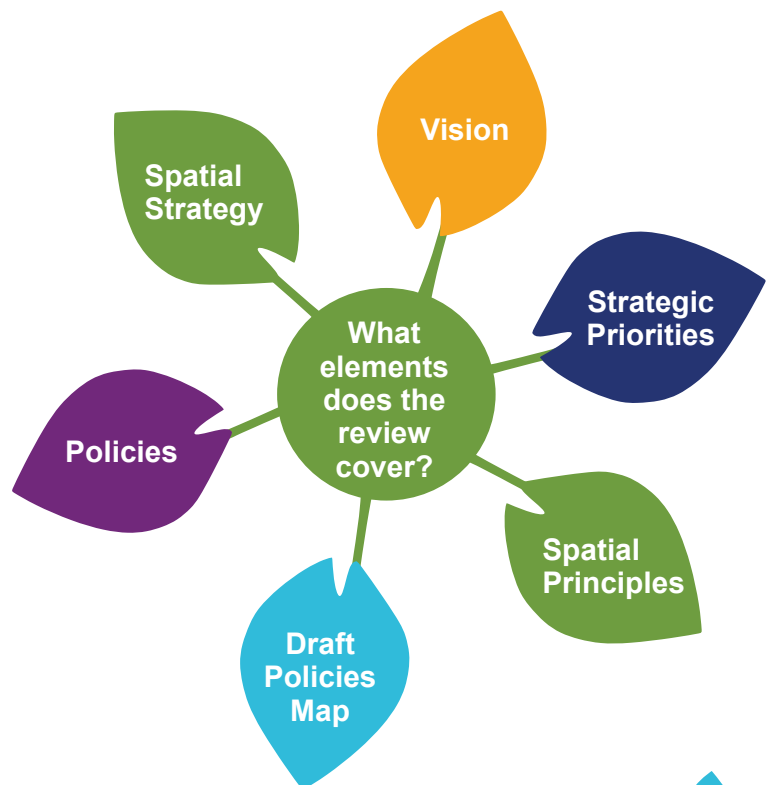 Vision
Spatial
Strategy
Strategic
Priorities
What
elements
does the
review
cover?
Policies
Spatial
Principles
Draft
Policies
Map